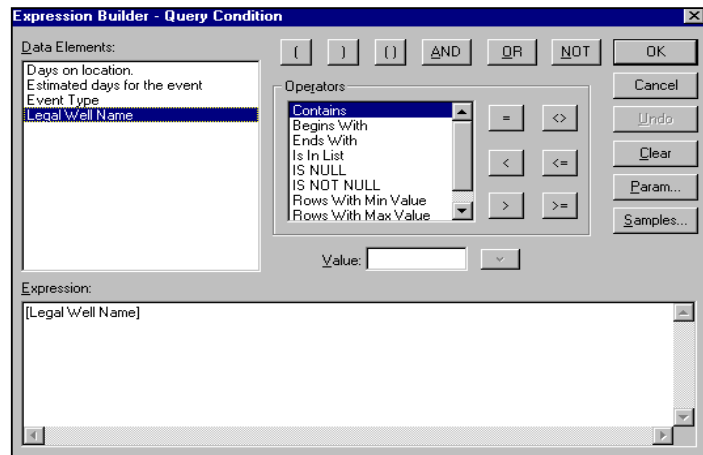 Expression Builder - Query Condition
Data Elements:
( ) () AND OR NOT OK
Days on location.
Estimated days for the event
Event Type
Legal Well Name
Operators
Contains
Begins With
Ends With
Is In List
IS NULL
IS NOT NULL
Rows With Min Value
Rows With Max Value
= <>
< <=
> >=
Cancel
Undo
Clear
Param...
Samples...
Value:
Expression:
[Legal Well Name]